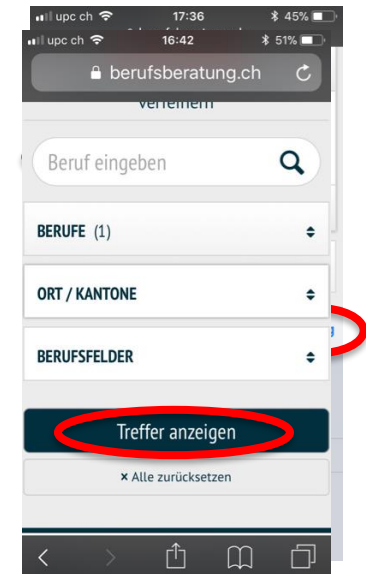 upc ch 17:36 45%
upc ch 16:42 51%
berufsberatung.ch
verfeinern
Beruf eingeben
BERUFE (1)
ORT / KANTONE
BERUFSFELDER
Treffer anzeigen
× Alle zurücksetzen